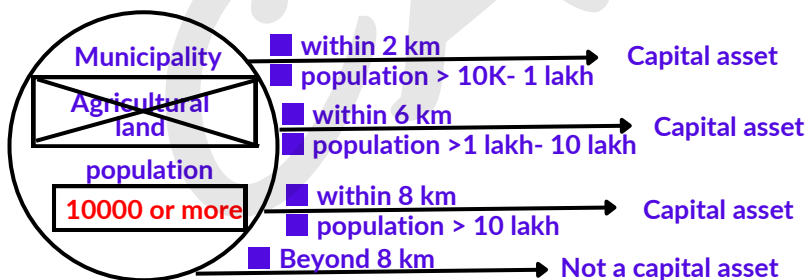 Municipality
Agricultural
land
population
10000 or more
within 2 km
population > 10K- 1 lakh
Capital asset
within 6 km
population >1 lakh- 10 lakh
Capital asset
within 8 km
population > 10 lakh
Capital asset
Beyond 8 km
Not a capital asset